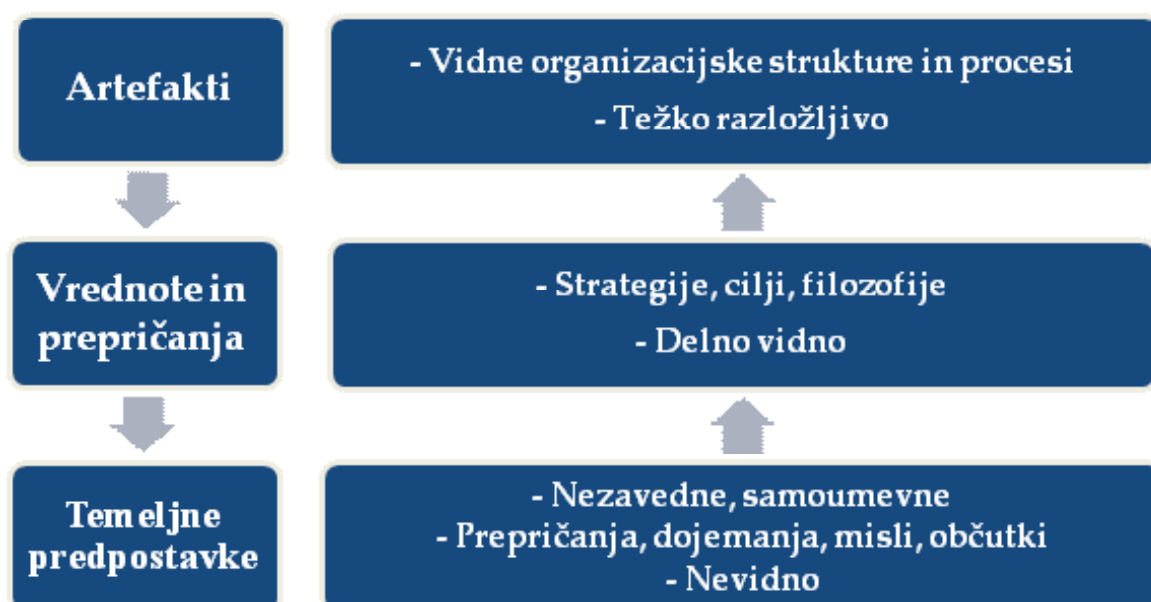 Artefakti
- Vidne organizacijske strukture in procesi
- Težko razložljivo
Vrednote in
prepričanja
- Strategije, cilji, filozofije
- Delno vidno
Temeljne
predpostavke
- Nezavedne, samoumevne
- Prepričanja, dojemanja, misli, občutki
- Nevidno